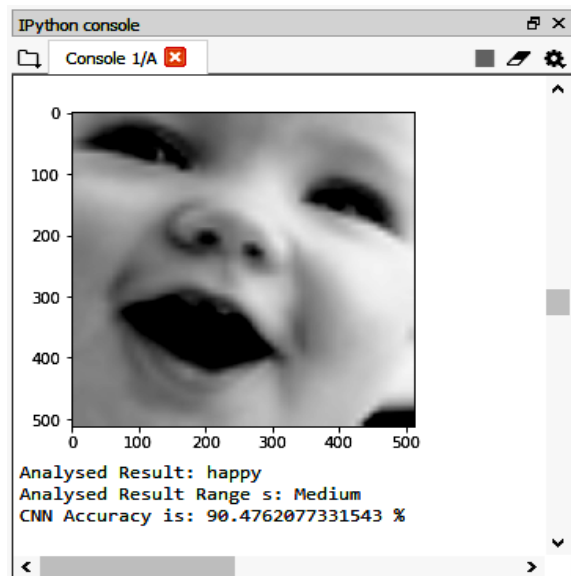 IPython console
Console 1/A
0
100
200
300
400
500
0 100 200 300 400 500
Analysed Result: happy
Analysed Result Range s: Medium
CNN Accuracy is: 90.4762077331543 %